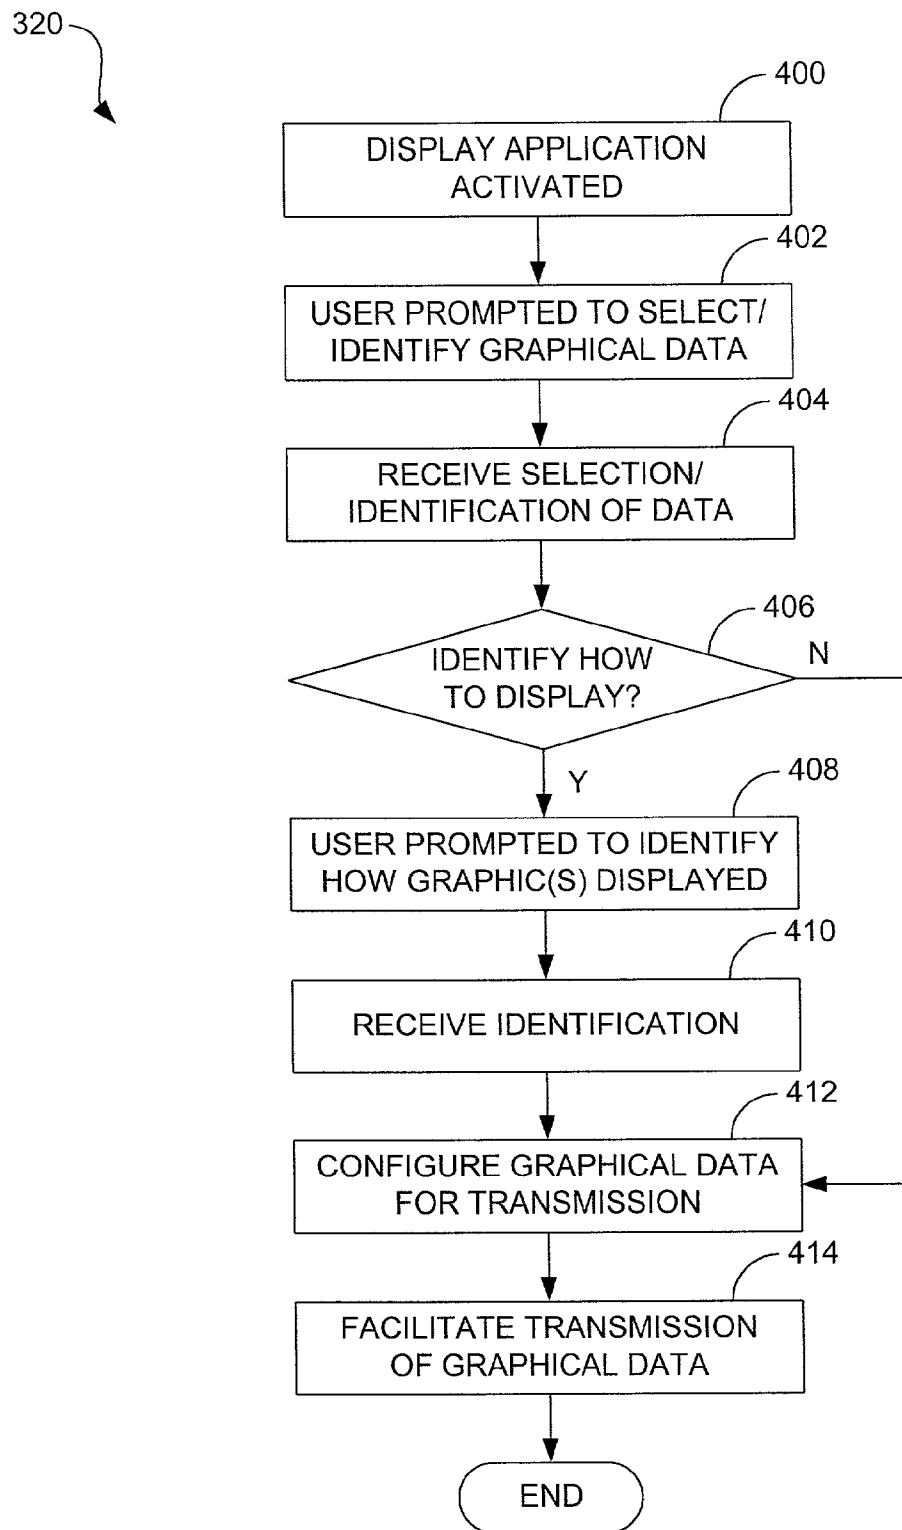 320
400
DISPLAY APPLICATION
ACTIVATED
402
USER PROMPTED TO SELECT/
IDENTIFY GRAPHICAL DATA
404
RECEIVE SELECTION/
IDENTIFICATION OF DATA
406
IDENTIFY HOW
TO DISPLAY?
N
Y
408
USER PROMPTED TO IDENTIFY
HOW GRAPHIC(S) DISPLAYED
410
RECEIVE IDENTIFICATION
412
CONFIGURE GRAPHICAL DATA
FOR TRANSMISSION
414
FACILITATE TRANSMISSION
OF GRAPHICAL DATA
END